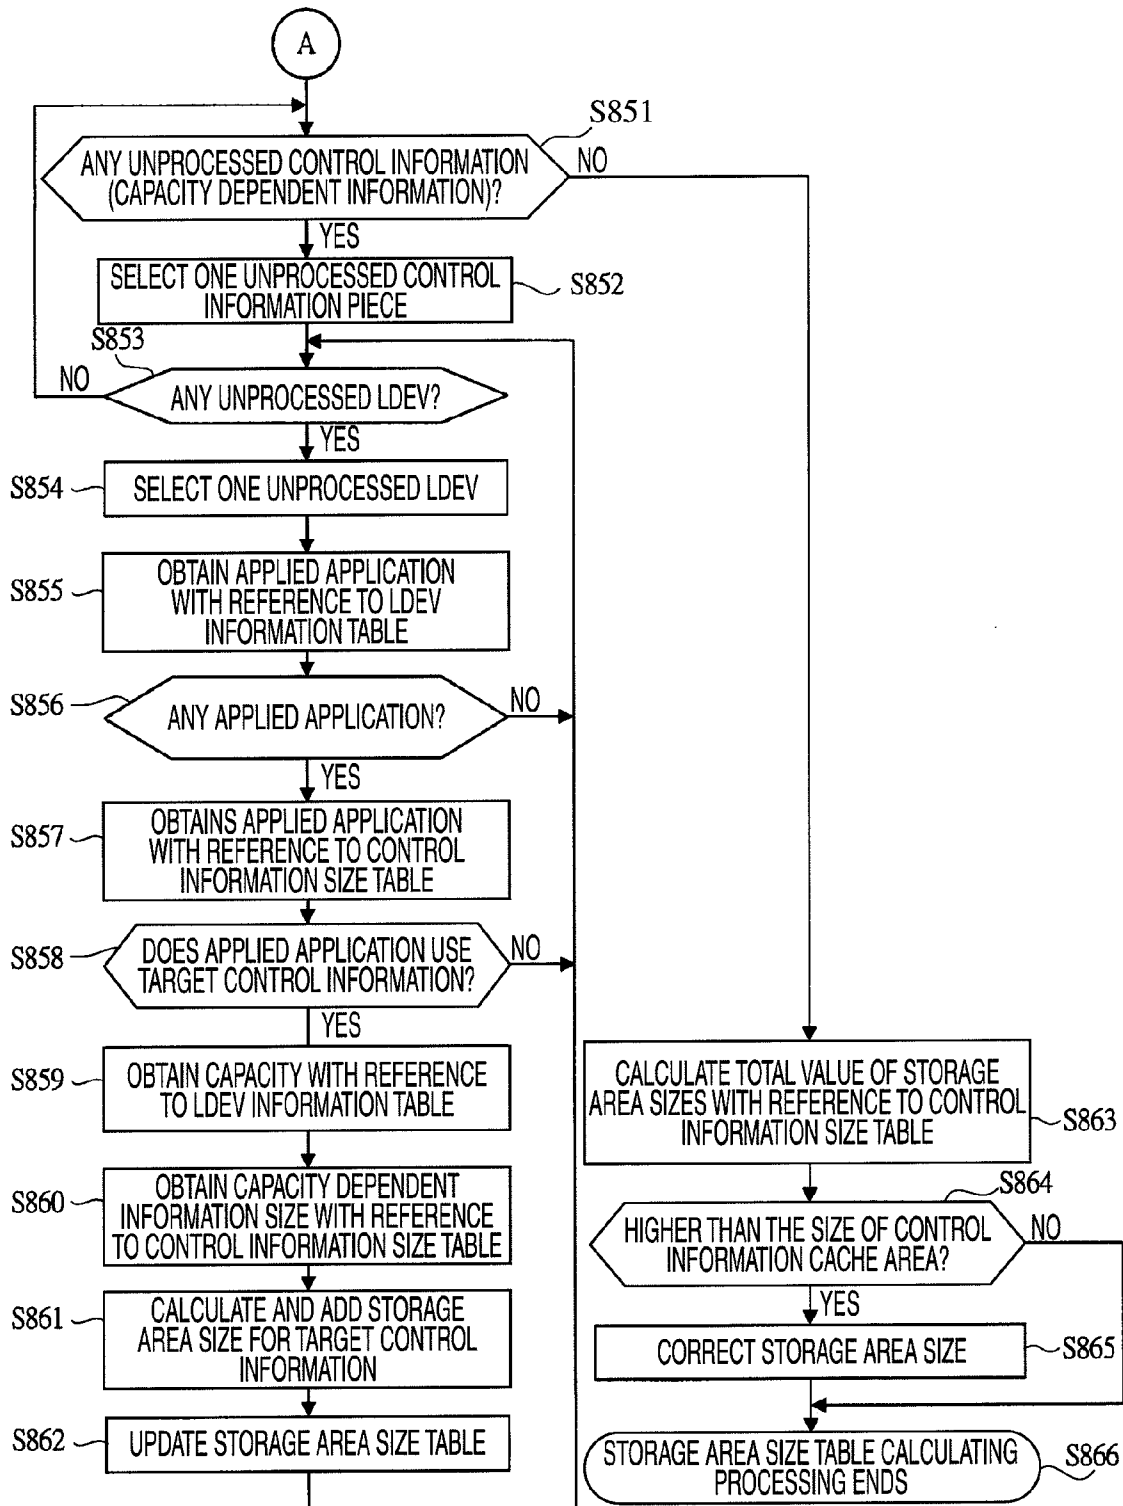 A
S851
ANY UNPROCESSED CONTROL INFORMATION
(CAPACITY DEPENDENT INFORMATION)?
NO
YES
SELECT ONE UNPROCESSED CONTROL
INFORMATION PIECE
S852
S853
NO
ANY UNPROCESSED LDEV?
YES
S854
SELECT ONE UNPROCESSED LDEV
S855
OBTAIN APPLIED APPLICATION
WITH REFERENCE TO LDEV
INFORMATION TABLE
S856
ANY APPLIED APPLICATION?
NO
YES
S857
OBTAINS APPLIED APPLICATION
WITH REFERENCE TO CONTROL
INFORMATION SIZE TABLE
S858
DOES APPLIED APPLICATION USE
TARGET CONTROL INFORMATION?
NO
YES
S859
OBTAIN CAPACITY WITH REFERENCE
TO LDEV INFORMATION TABLE
S860
OBTAIN CAPACITY DEPENDENT
INFORMATION SIZE WITH REFERENCE
TO CONTROL INFORMATION SIZE TABLE
S861
CALCULATE AND ADD STORAGE
AREA SIZE FOR TARGET CONTROL
INFORMATION
S862
UPDATE STORAGE AREA SIZE TABLE
CALCULATE TOTAL VALUE OF STORAGE
AREA SIZES WITH REFERENCE TO CONTROL
INFORMATION SIZE TABLE
S863
S864
HIGHER THAN THE SIZE OF CONTROL
INFORMATION CACHE AREA?
NO
YES
CORRECT STORAGE AREA SIZE
S865
STORAGE AREA SIZE TABLE CALCULATING
PROCESSING ENDS
S866